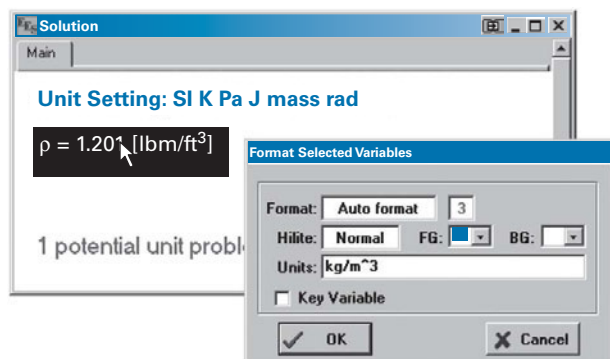 EES Solution
Main
Unit Setting: SI K Pa J mass rad
ρ = 1.201 [lbm/ft³]
1 potential unit
Format Selected Variables
Format: Auto format 3
Hilite: Normal FG: BG:
Units: kg/m^3
Key Variable
OK Cancel